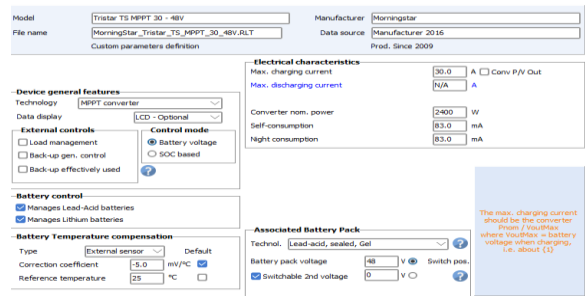 Model Tristar TS MPPT 30 - 48V Manufacturer Morningstar
File name MorningStar_Tristar_TS_MPPT_30_48V.RLT Data source Manufacturer 2016
Custom parameters definition Prod. Since 2009
Device general features
Technology MPPT converter
Data display LCD - Optional
External controls
Load management
Back-up gen. control
Back-up effectively used
Control mode
Battery voltage
SOC based
?
Electrical characteristics
Max. charging current 30.0 A Conv P/V Out
Max. discharging current N/A A
Converter nom. power 2400 W
Self-consumption 83.0 mA
Night consumption 83.0 mA
Battery control
Manages Lead-Acid batteries
Manages Lithium batteries
Battery Temperature compensation
Type External sensor Default
Correction coefficient -5.0 mV/°C
Reference temperature 25 °C
Associated Battery Pack
Technol. Lead-acid, sealed, Gel ?
Battery pack voltage 48 V Switch pos.
Switchable 2nd voltage 0 V ?
The max. charging current
should be the converter
Pnom / VoutMax
where VoutMax = battery
voltage when charging,
i.e. about (1)